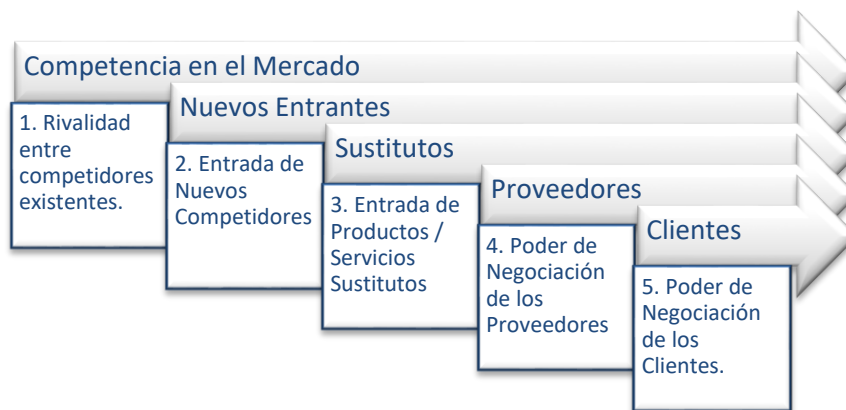 Competencia en el Mercado
1. Rivalidad
entre
competidores
existentes.
Nuevos Entrantes
2. Entrada de
Nuevos
Competidores
Sustitutos
3. Entrada de
Productos /
Servicios
Sustitutos
Proveedores
4. Poder de
Negociación
de los
Proveedores
Clientes
5. Poder de
Negociación
de los
Clientes.